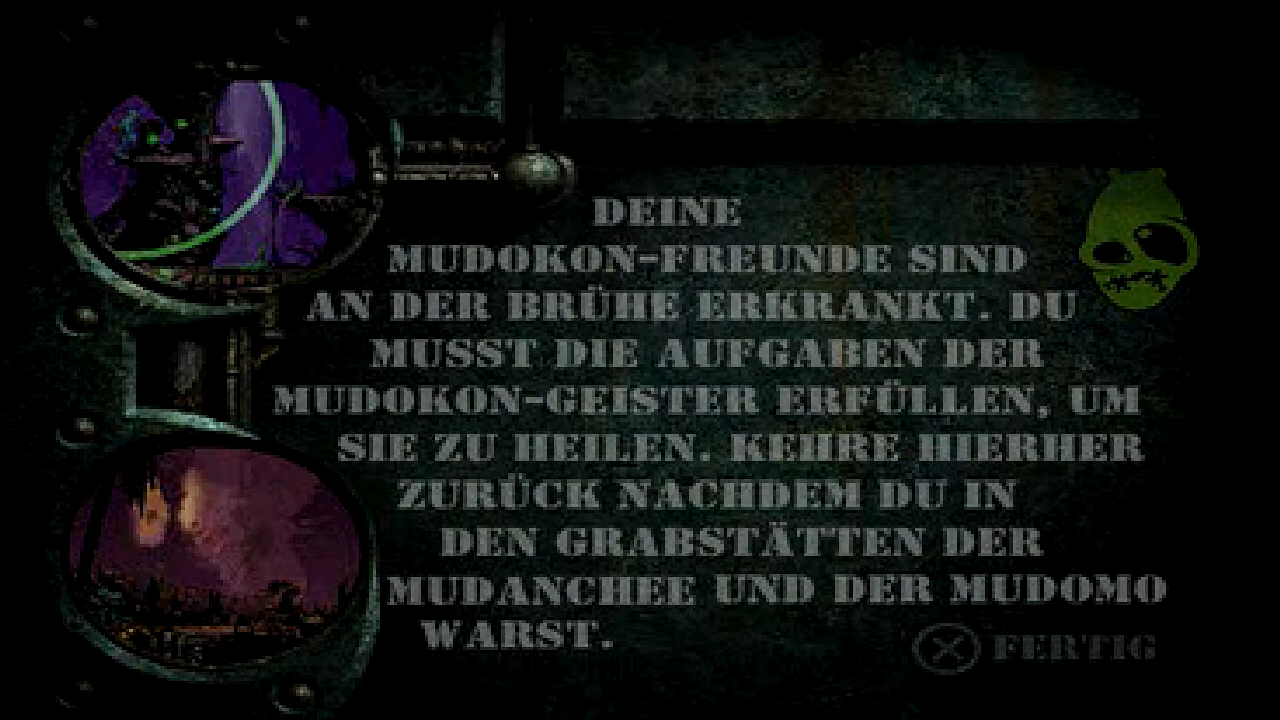 DEINE
MUDOKON-FREUNDE SIND
AN DER BRÜHE ERKRANKT. DU
MUSST DIE AUFGABEN DER
MUDOKON-GEISTER ERFÜLLEN, UM
SIE ZU HEILEN. KEHRE HIERHER
ZURÜCK NACHDEM DU IN
DEN GRABSTÄTTEN DER
MUDANCHEE UND DER MUDOMO
WARST.
FERTIG